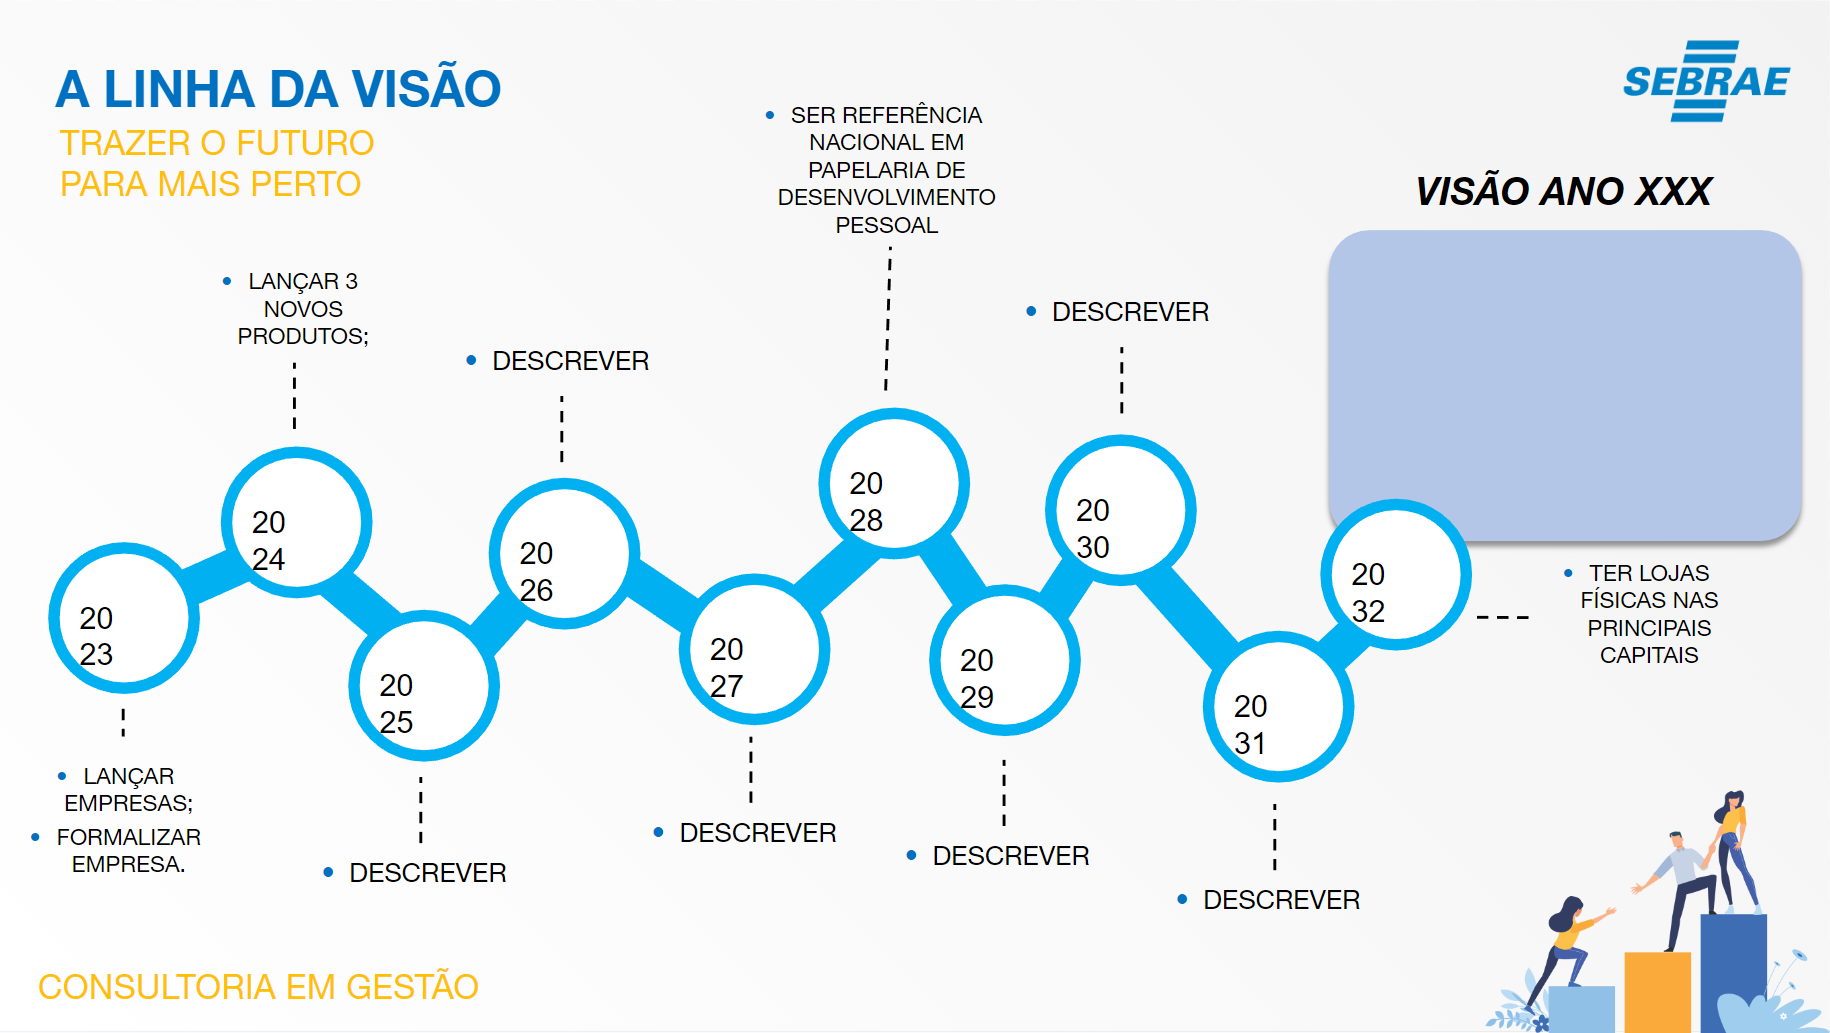 A LINHA DA VISÃO
TRAZER O FUTURO
PARA MAIS PERTO
SEBRAE
VISÃO ANO XXX
• SER REFERÊNCIA
NACIONAL EM
PAPELARIA DE
DESENVOLVIMENTO
PESSOAL
• LANÇAR 3
NOVOS
PRODUTOS;
• DESCREVER
• DESCREVER
20
23
20
24
20
25
20
26
20
27
20
28
20
29
20
30
20
31
20
32
• TER LOJAS
FÍSICAS NAS
PRINCIPAIS
CAPITAIS
• LANÇAR
EMPRESAS;
• FORMALIZAR
EMPRESA.
• DESCREVER
• DESCREVER
• DESCREVER
• DESCREVER
CONSULTORIA EM GESTÃO